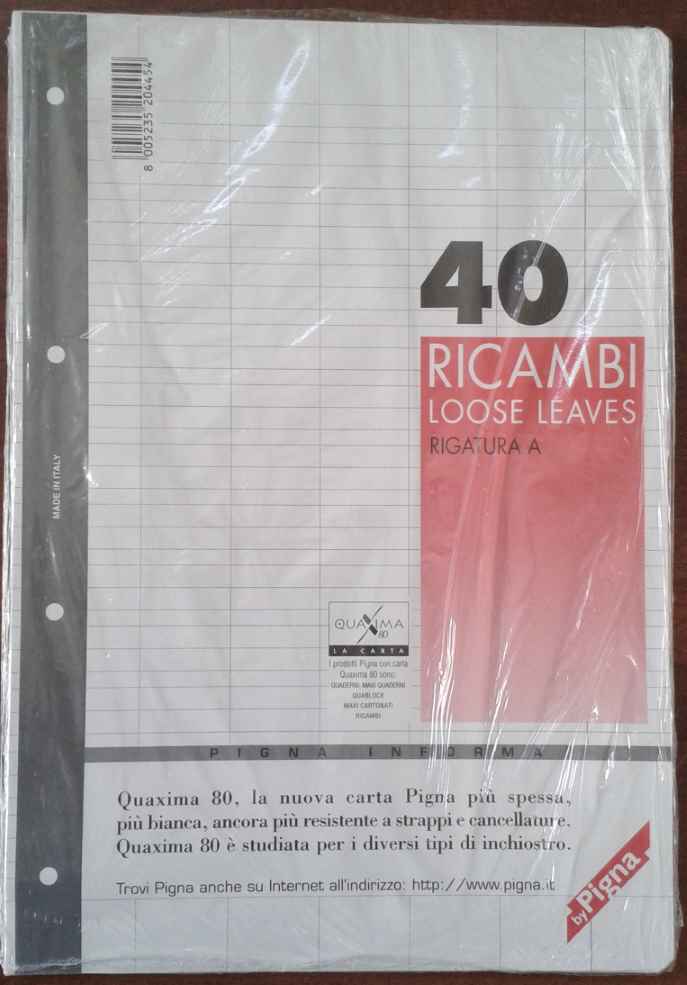 8 005235 204454
40
RICAMBI
LOOSE LEAVES
RIGATURA A
MADE IN ITALY
QUAXIMA
80
LA CARTA
I prodotti Pigna con carta
Quaxima 80 sono:
QUADERNI MAXI QUADERNI
QUABLOCK
MAXI CARTONATI
RICAMBI
PIGNA INFORMA
Quaxima 80, la nuova carta Pigna più spessa,
più bianca, ancora più resistente a strappi e cancellature.
Quaxima 80 è studiata per i diversi tipi di inchiostro.
Trovi Pigna anche su Internet all'indirizzo: http://www.pigna.it
by Pigna